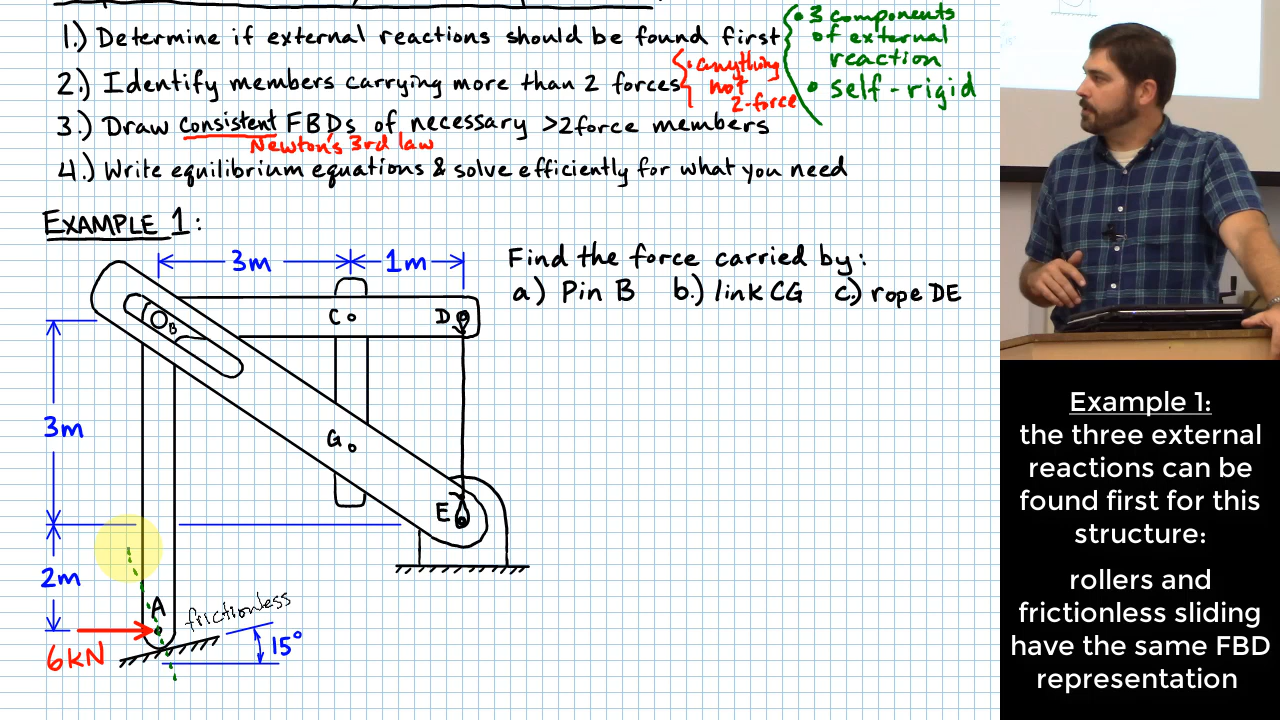 1.) Determine if external reactions should be found first
• 3 components
of external
reaction
• self-rigid
2.) Identify members carrying more than 2 forces
• anything
not
2-force
3.) Draw consistent FBDs of necessary >2force members
Newton's 3rd law
4.) Write equilibrium equations & solve efficiently for what you need
EXAMPLE 1:
3m
1m
Find the force carried by:
a.) Pin B b.) link CG c.) rope DE
B
C
D
3m
G
E
2m
A
frictionless
6kN
15°
Example 1:
the three external
reactions can be
found first for this
structure:
rollers and
frictionless sliding
have the same FBD
representation